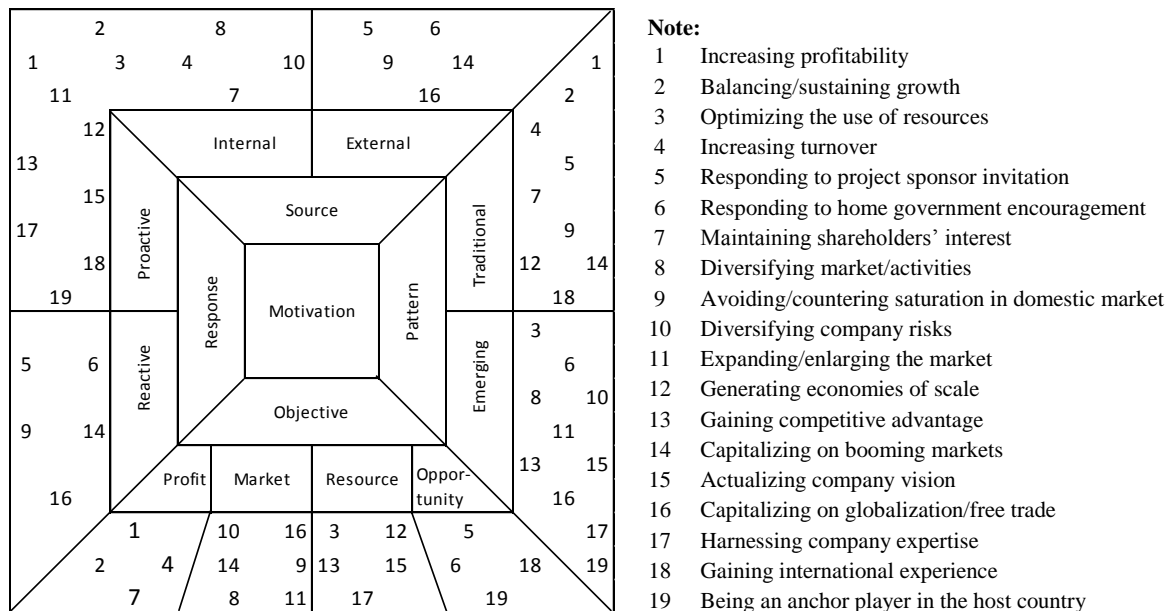 2 8 5 6
1 3 4 10 9 14 1
11 7 16 2
12 4
Internal External
13 5
15 7
Source
17 9
Proactive Traditional
18 12 14
19 18
Response Motivation Pattern
3
5 6 6
Reactive Emerging
8 10
Objective
9 14 11
13 15
Profit Market Resource Oppor-
tunity
16 16
1 10 16 3 12 5 17
2 4 14 9 13 15 6 18 19
7 8 11 17 19
Note:
1 Increasing profitability
2 Balancing/sustaining growth
3 Optimizing the use of resources
4 Increasing turnover
5 Responding to project sponsor invitation
6 Responding to home government encouragement
7 Maintaining shareholders’ interest
8 Diversifying market/activities
9 Avoiding/countering saturation in domestic market
10 Diversifying company risks
11 Expanding/enlarging the market
12 Generating economies of scale
13 Gaining competitive advantage
14 Capitalizing on booming markets
15 Actualizing company vision
16 Capitalizing on globalization/free trade
17 Harnessing company expertise
18 Gaining international experience
19 Being an anchor player in the host country